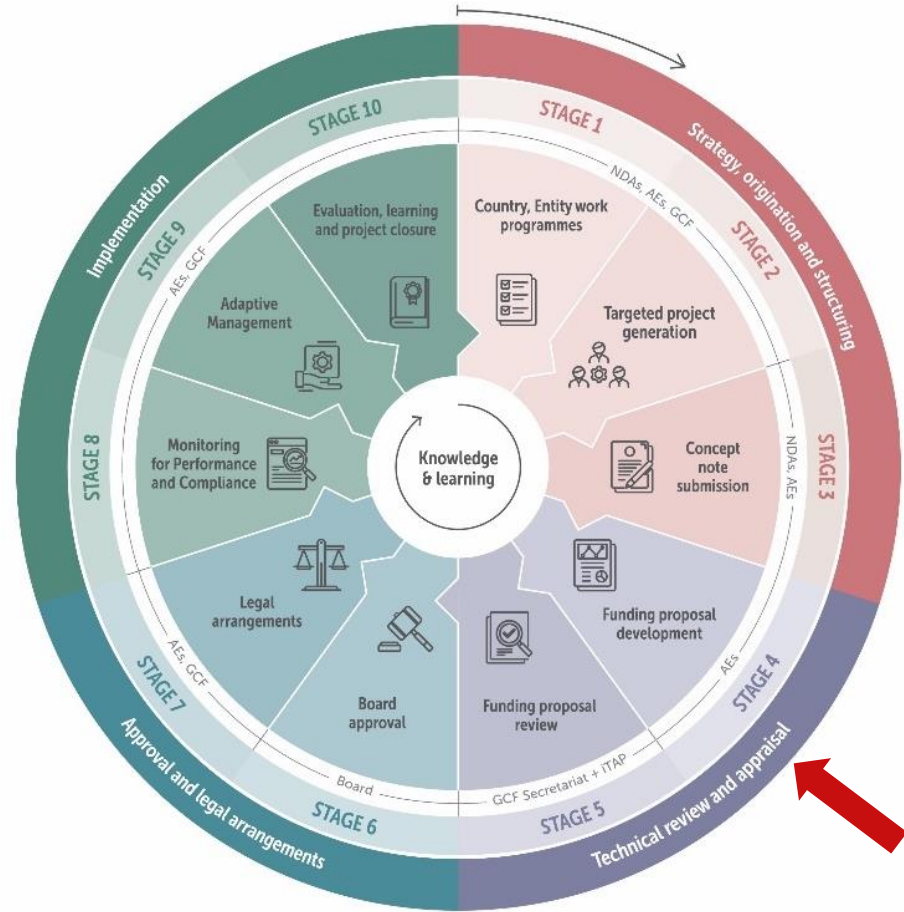 STAGE 1
Strategy, origination and structuring
NDAs, AEs, GCF
Country, Entity work
programmes
STAGE 2
Targeted project
generation
STAGE 3
NDAs, AEs
Concept
note
submission
STAGE 4
Technical review and appraisal
AEs
Funding proposal
development
STAGE 5
GCF Secretariat + iTAP
Funding proposal
review
STAGE 6
Approval and legal arrangements
Board
Board
approval
STAGE 7
AEs, GCF
Legal
arrangements
STAGE 8
Implementation
Monitoring
for Performance
and Compliance
STAGE 9
AEs, GCF
Adaptive
Management
STAGE 10
Evaluation, learning
and project closure
Knowledge
& learning